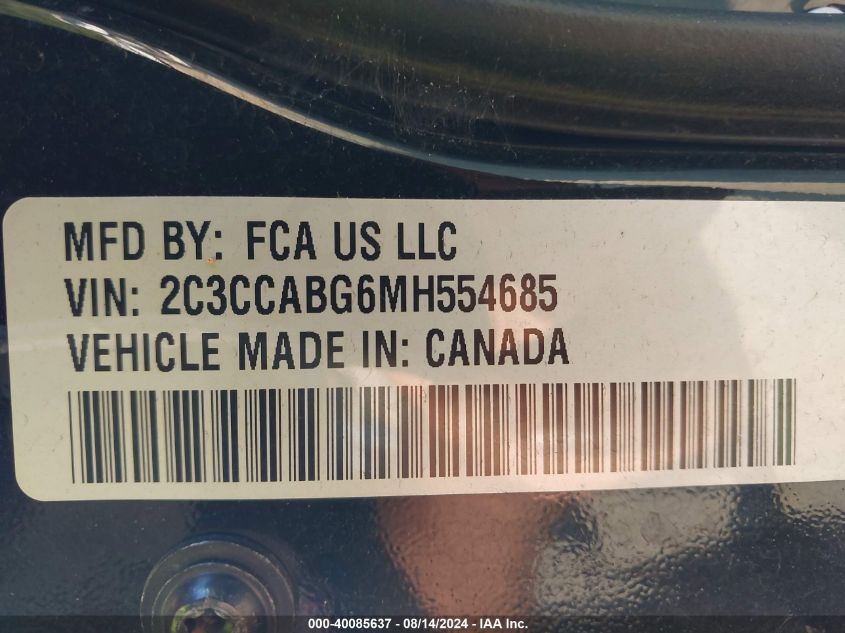 MFD BY: FCA US LLC
VIN: 2C3CCABG6MH554685
VEHICLE MADE IN: CANADA
000-40085637 - 08/14/2024 - IAA Inc.